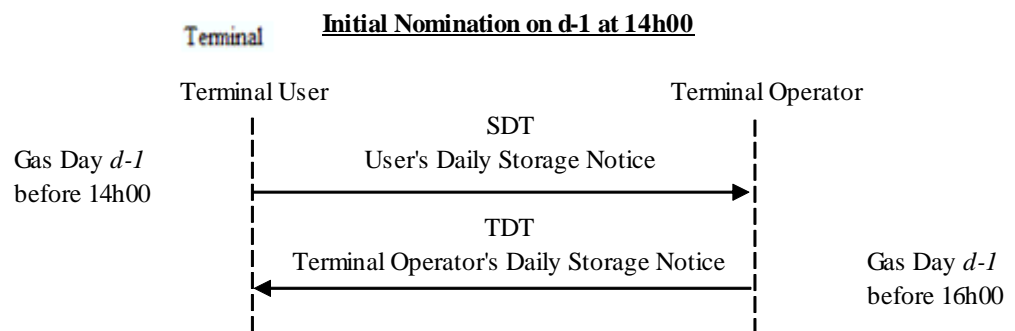 Initial Nomination on d-1 at 14h00
Terminal
Terminal User
Terminal Operator
SDT
Gas Day d-1
before 14h00
User's Daily Storage Notice
TDT
Terminal Operator's Daily Storage Notice
Gas Day d-1
before 16h00